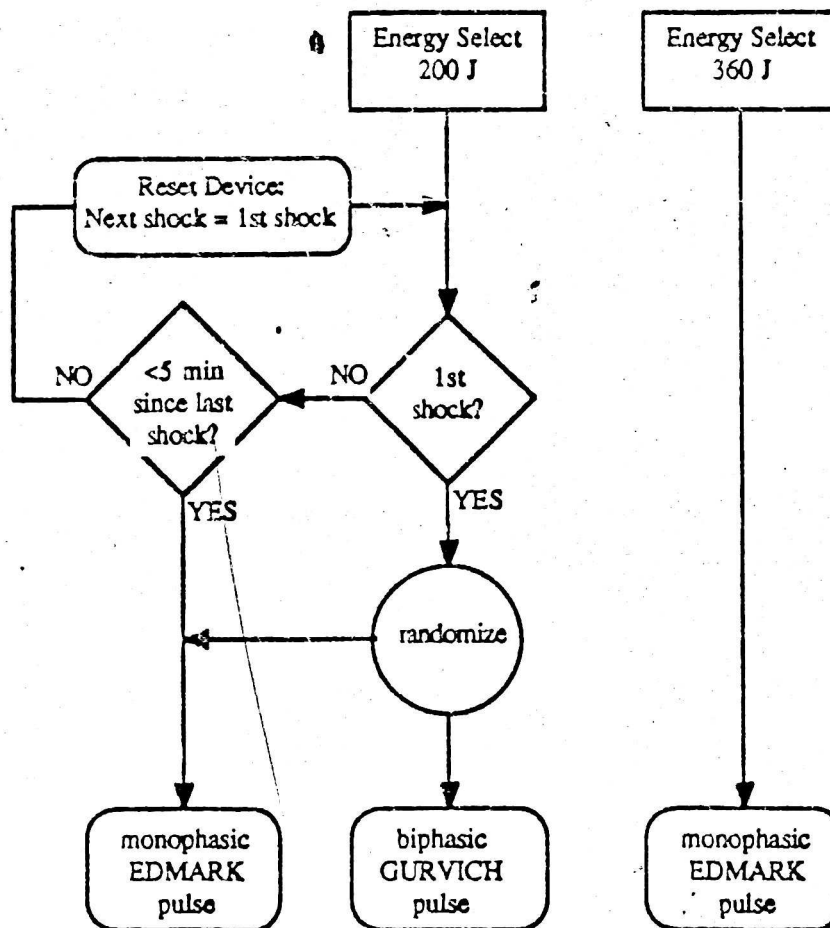 Energy Select
200 J
Energy Select
360 J
Reset Device:
Next shock = 1st shock
NO
<5 min
since last
shock?
NO
1st
shock?
YES
YES
randomize
monophasic
EDMARK
pulse
biphasic
GURVICH
pulse
monophasic
EDMARK
pulse